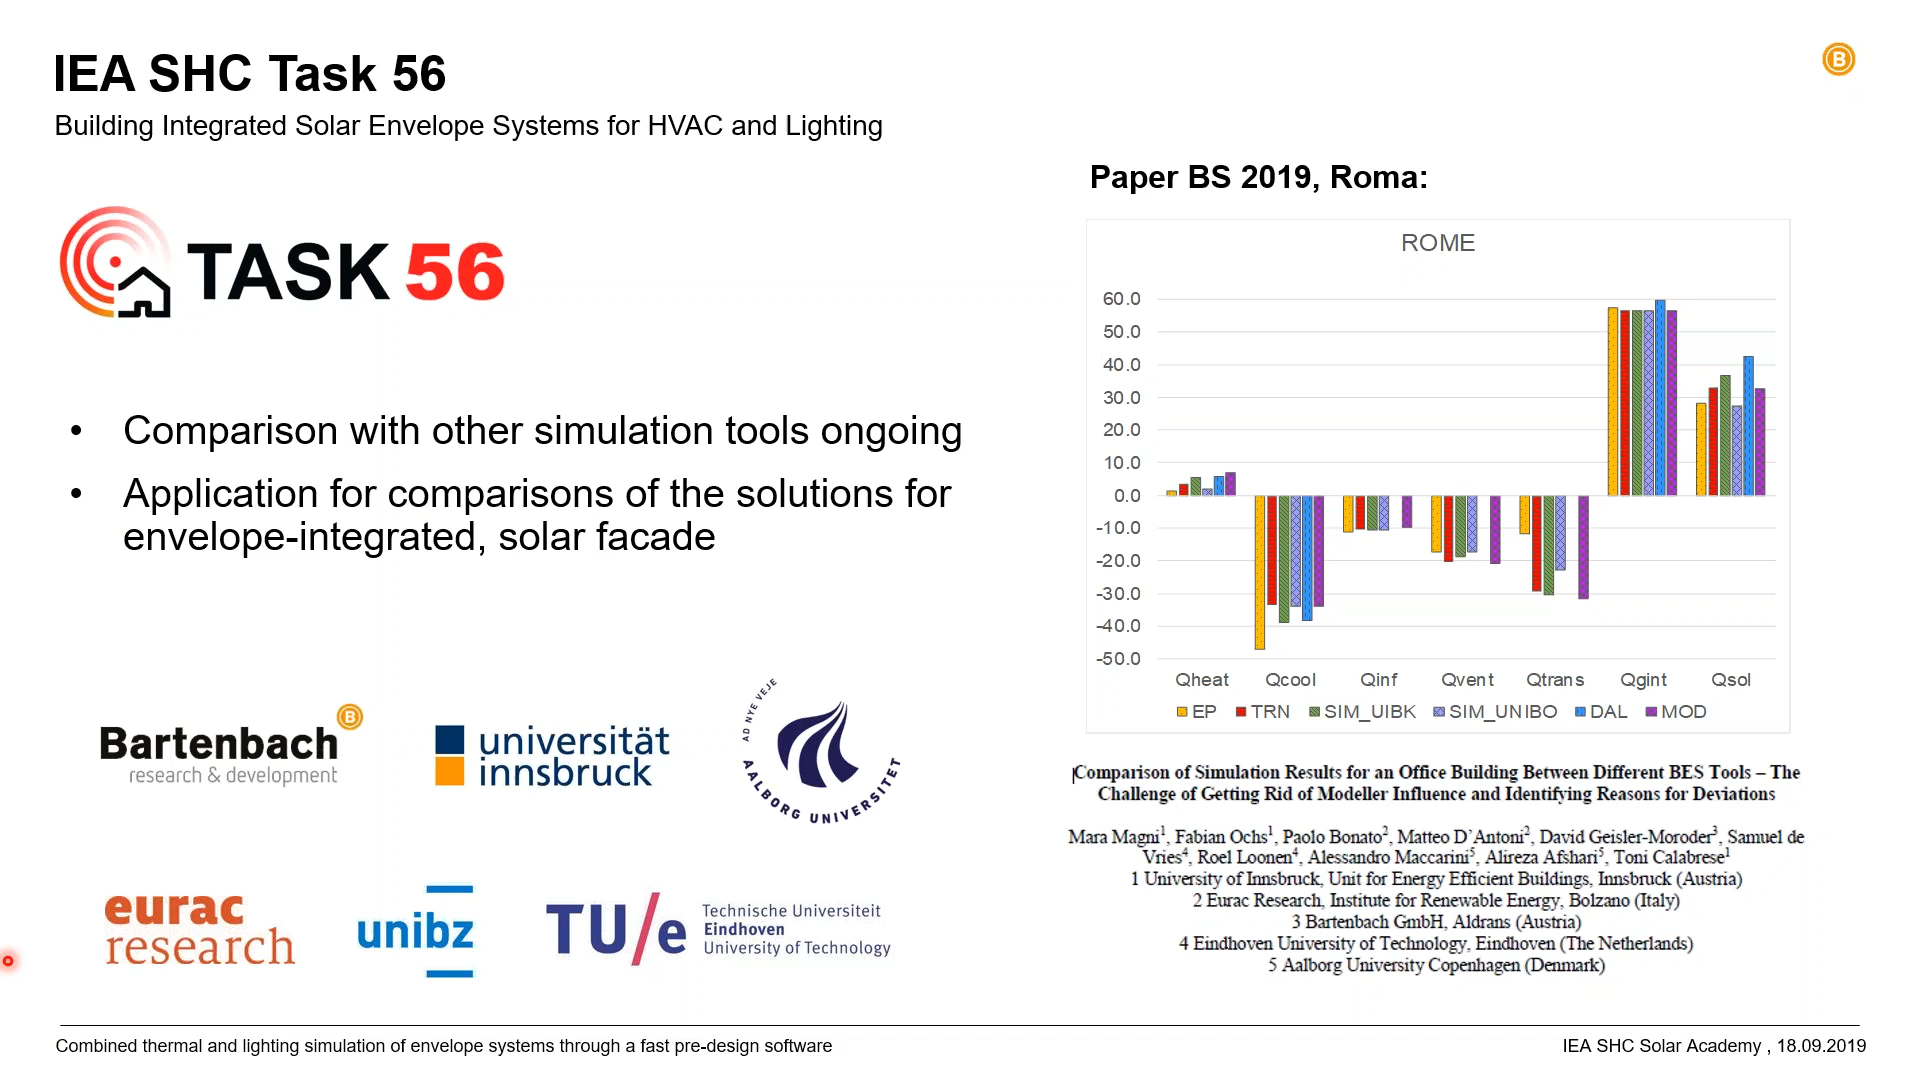 IEA SHC Task 56
Building Integrated Solar Envelope Systems for HVAC and Lighting
B
TASK 56
• Comparison with other simulation tools ongoing
• Application for comparisons of the solutions for
envelope-integrated, solar facade
Bartenbach
B
research & development
universität
innsbruck
AD NYE VEJE
AALBORG UNIVERSITET
eurac
research
unibz
TU/e
Technische Universiteit
Eindhoven
University of Technology
Paper BS 2019, Roma:
ROME
60.0
50.0
40.0
30.0
20.0
10.0
0.0
-10.0
-20.0
-30.0
-40.0
-50.0
Qheat Qcool Qinf Qvent Qtrans Qgint Qsol
EP TRN SIM_UIBK SIM_UNIBO DAL MOD
Comparison of Simulation Results for an Office Building Between Different BES Tools – The
Challenge of Getting Rid of Modeller Influence and Identifying Reasons for Deviations
Mara Magni1, Fabian Ochs1, Paolo Bonato2, Matteo D`Antoni2, David Geisler-Moroder3, Samuel de
Vries4, Roel Loonen4, Alessandro Maccarini5, Alireza Afshari5, Toni Calabrese1
1 University of Innsbruck, Unit for Energy Efficient Buildings, Innsbruck (Austria)
2 Eurac Research, Institute for Renewable Energy, Bolzano (Italy)
3 Bartenbach GmbH, Aldrans (Austria)
4 Eindhoven University of Technology, Eindhoven (The Netherlands)
5 Aalborg University Copenhagen (Denmark)
Combined thermal and lighting simulation of envelope systems through a fast pre-design software
IEA SHC Solar Academy , 18.09.2019